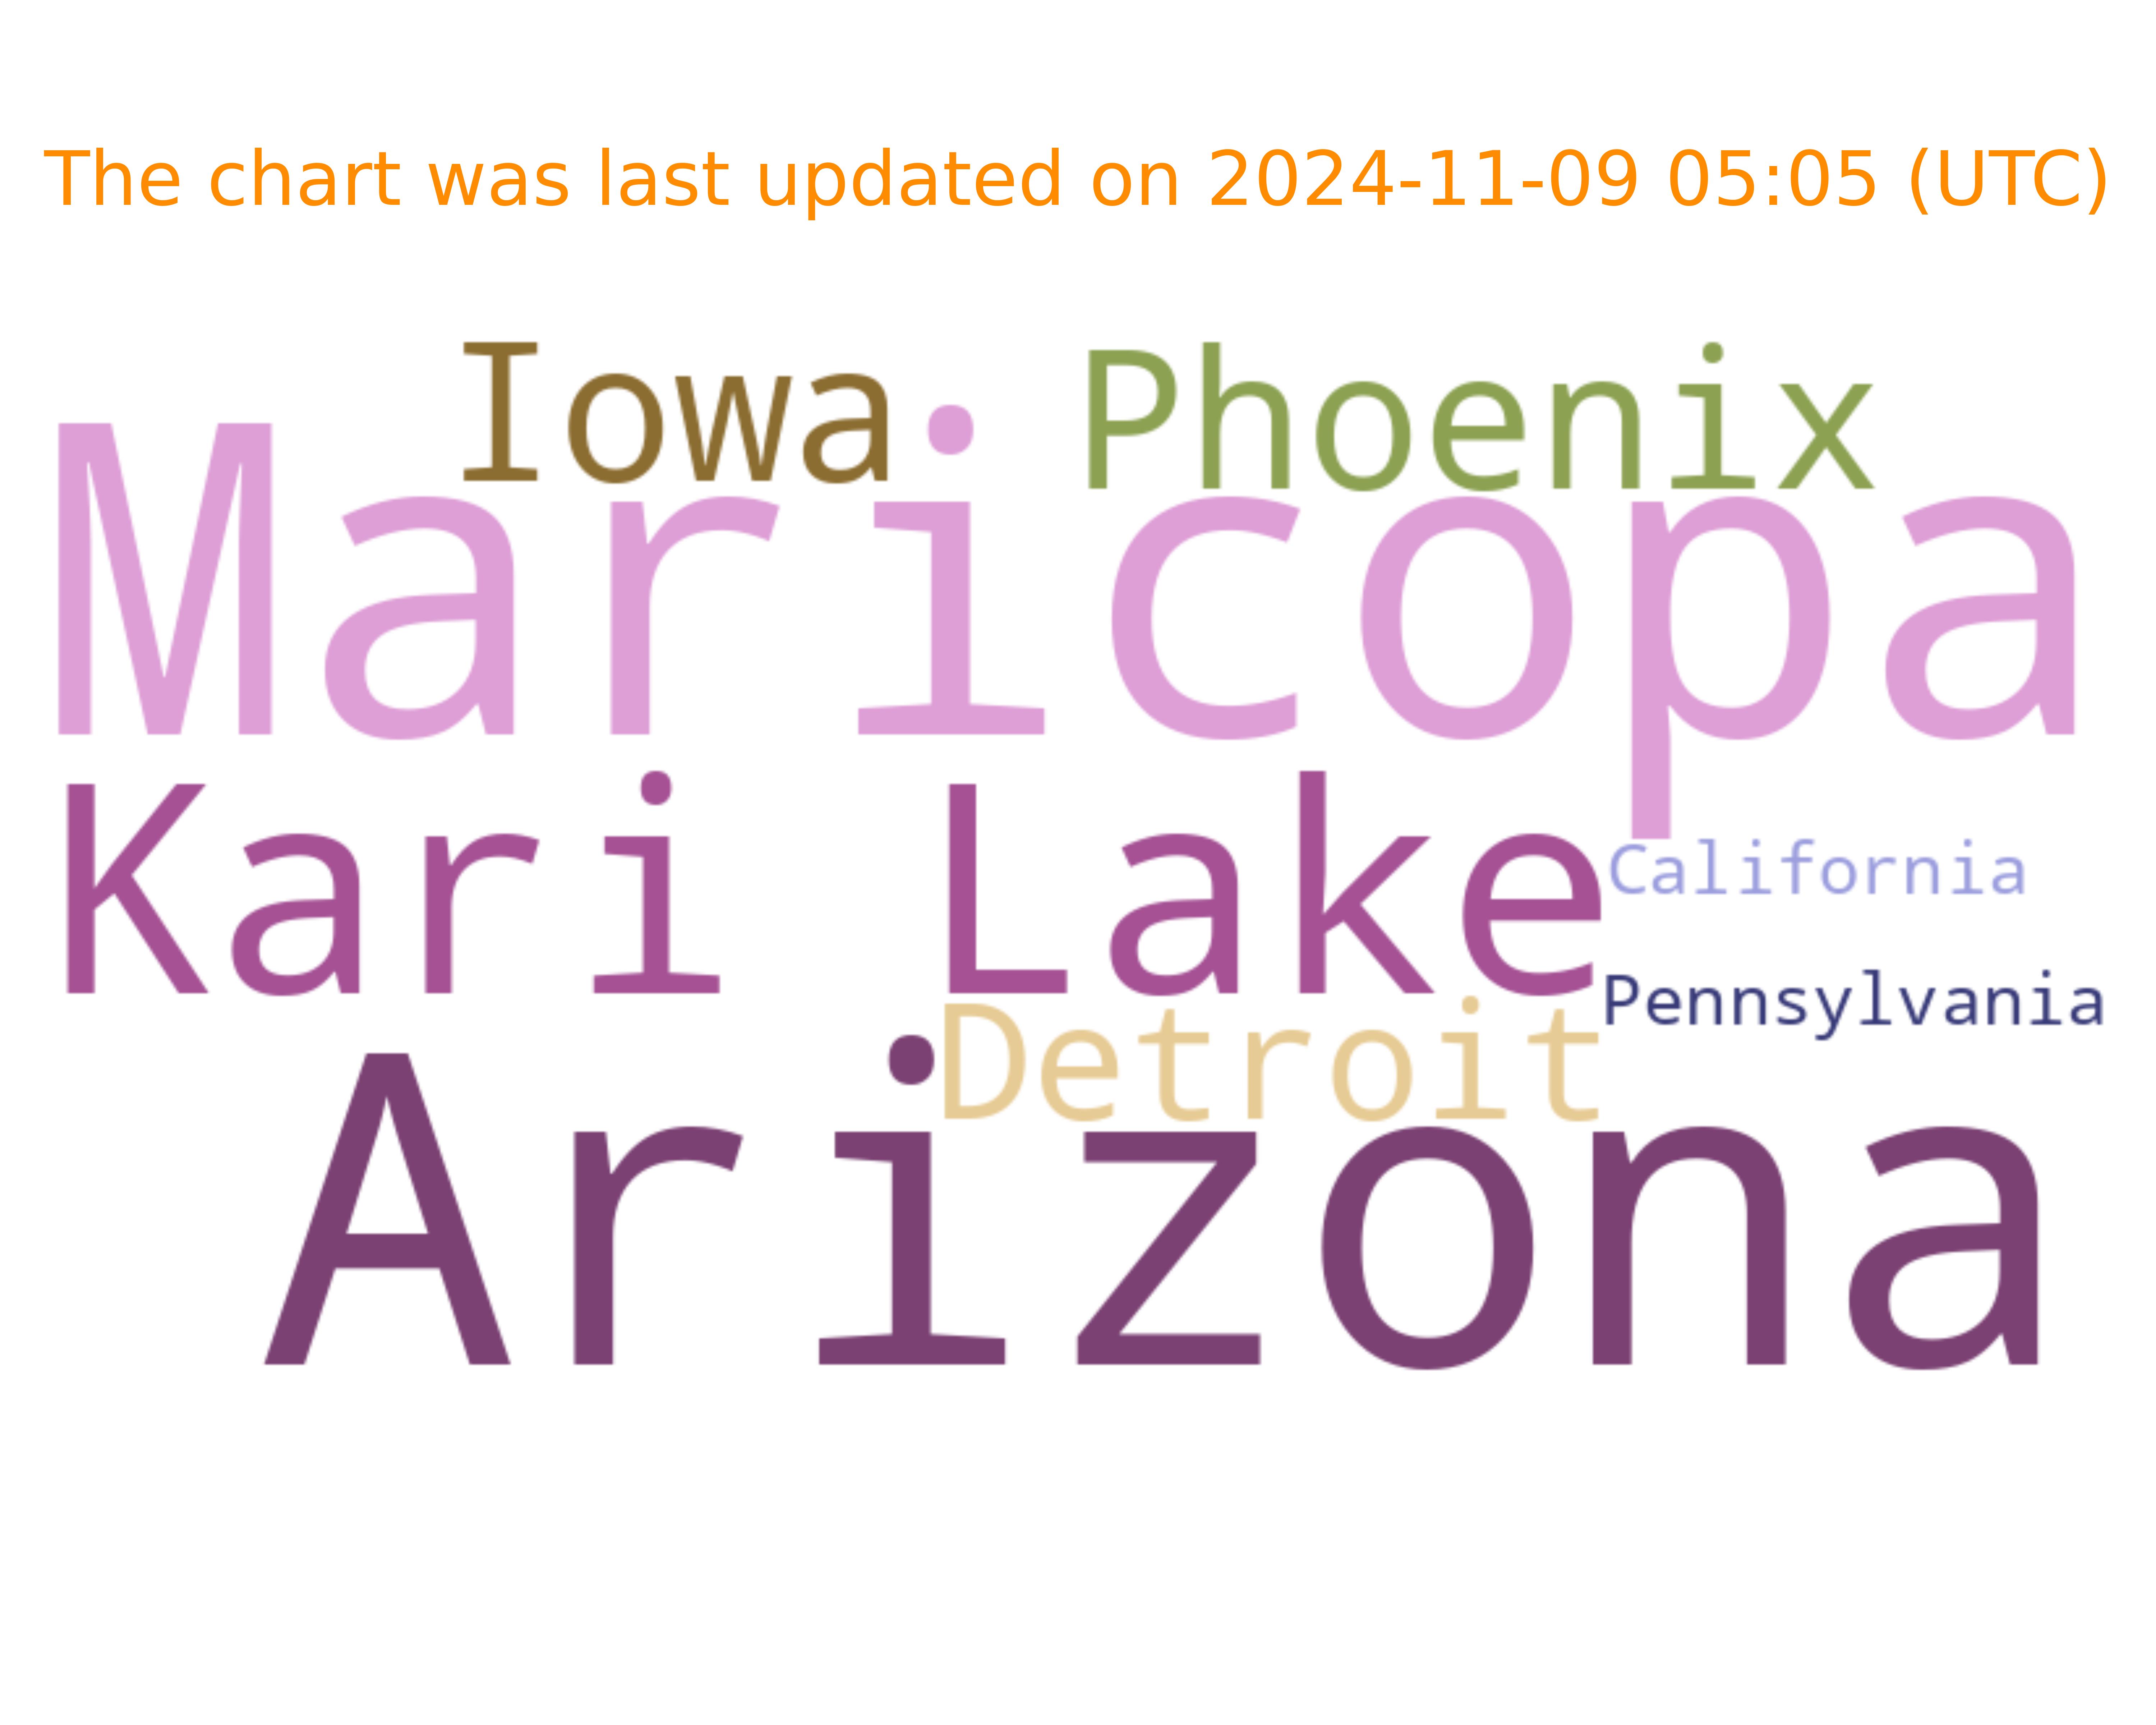 The chart was last updated on 2024-11-09 05:05 (UTC)
Iowa Phoenix
Maricopa
Kari Lake
California
Pennsylvania
Detroit
Arizona